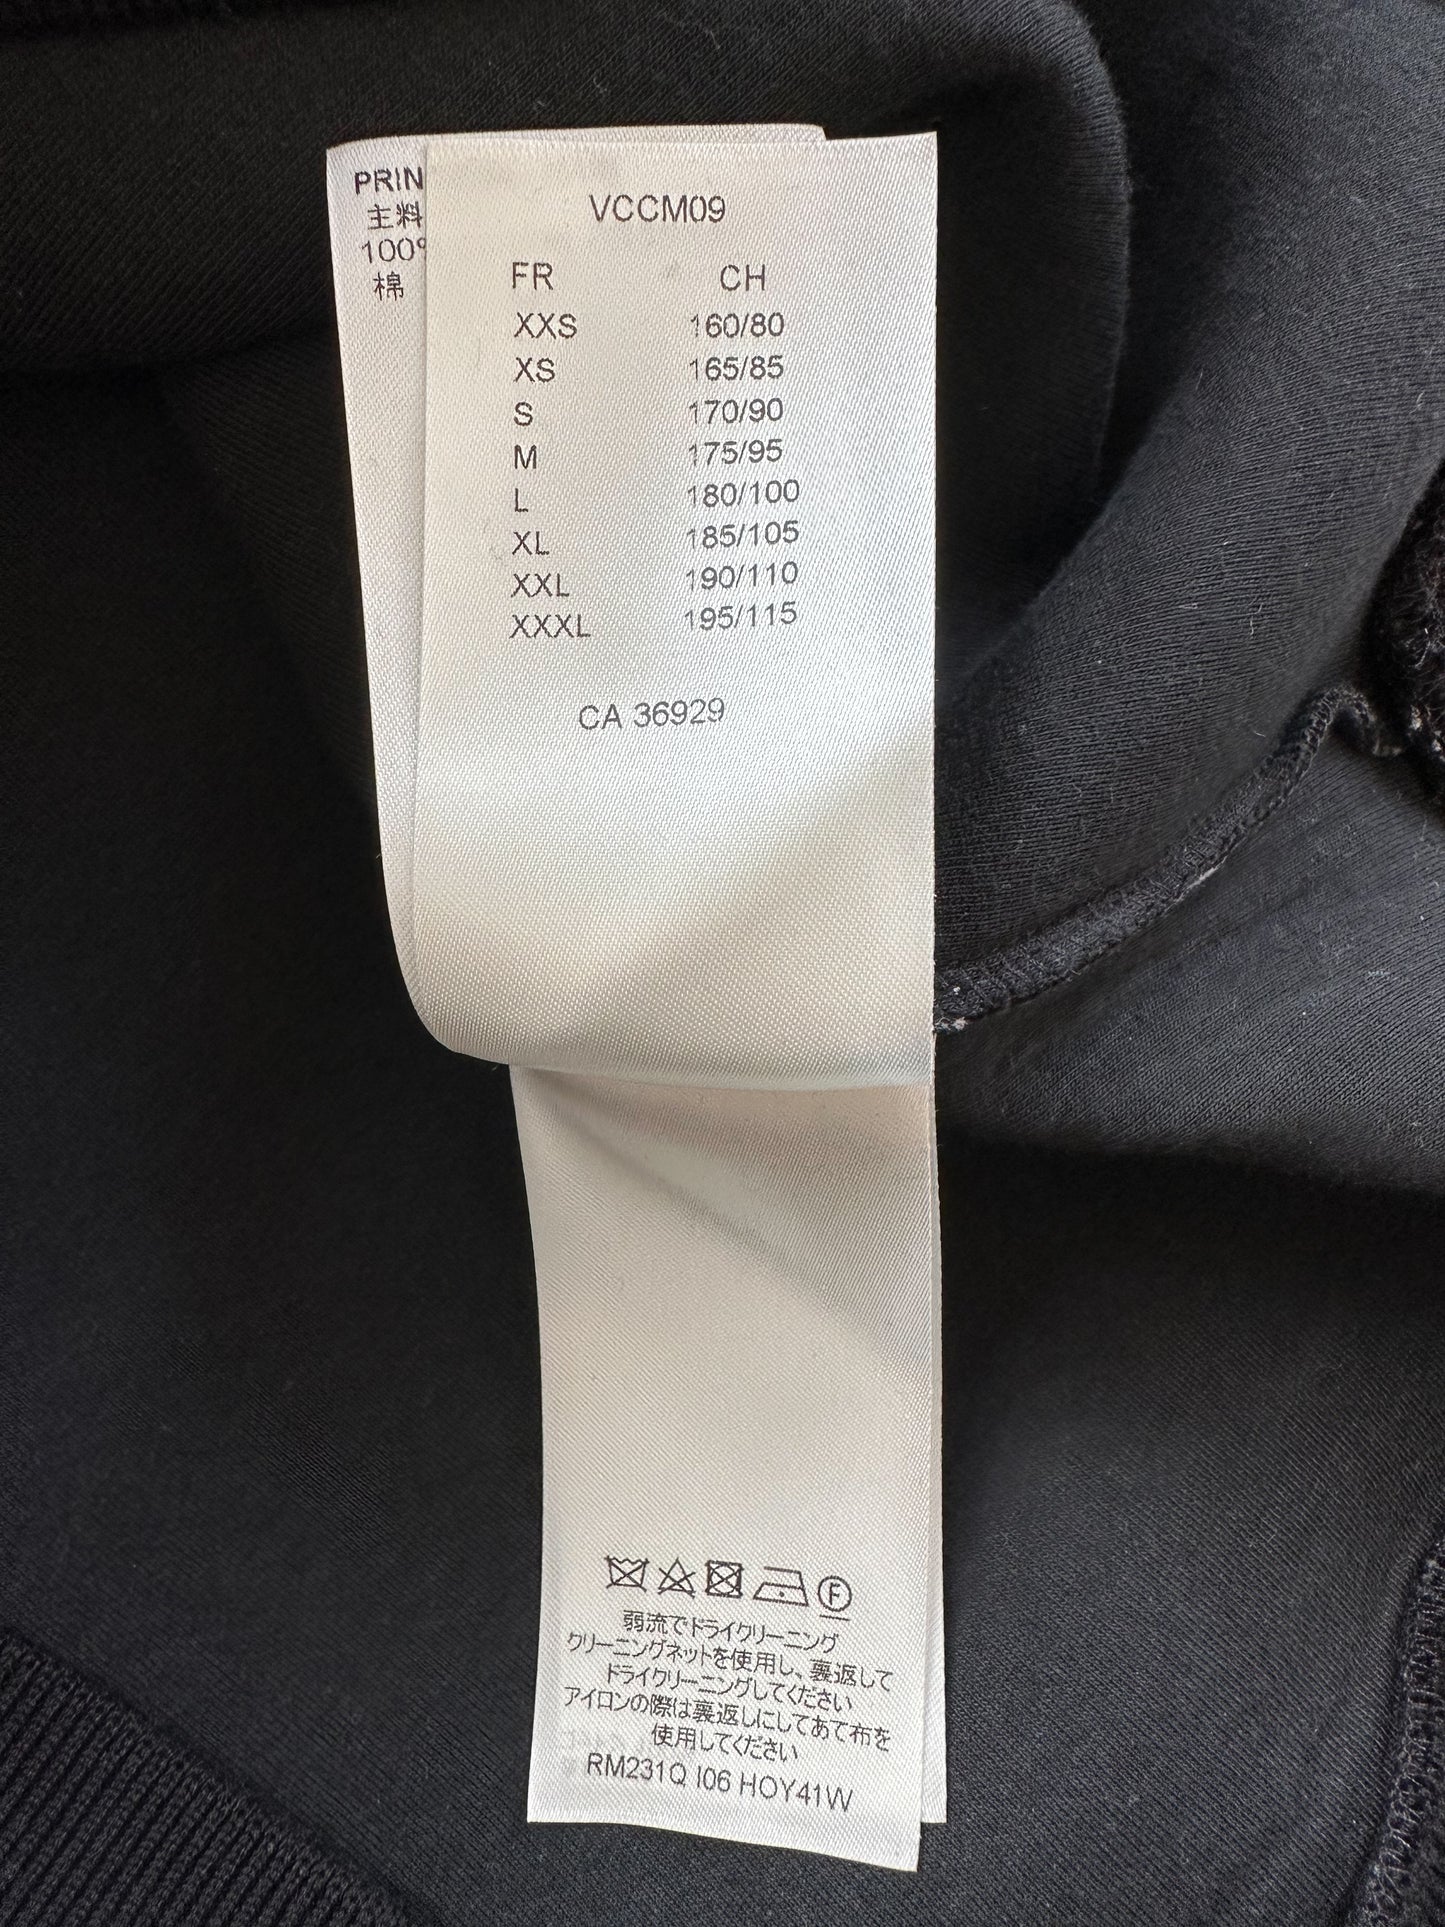 PRIN
主料
100%
棉
VCCM09
FR CH
XXS 160/80
XS 165/85
S 170/90
M 175/95
L 180/100
XL 185/105
XXL 190/110
XXXL 195/115
CA 36929
F
弱流でドライクリーニング
クリーニングネットを使用し、裏返して
ドライクリーニングしてください
アイロンの際は裏返しにしてあて布を
使用してください
RM231Q I06 HOY41W